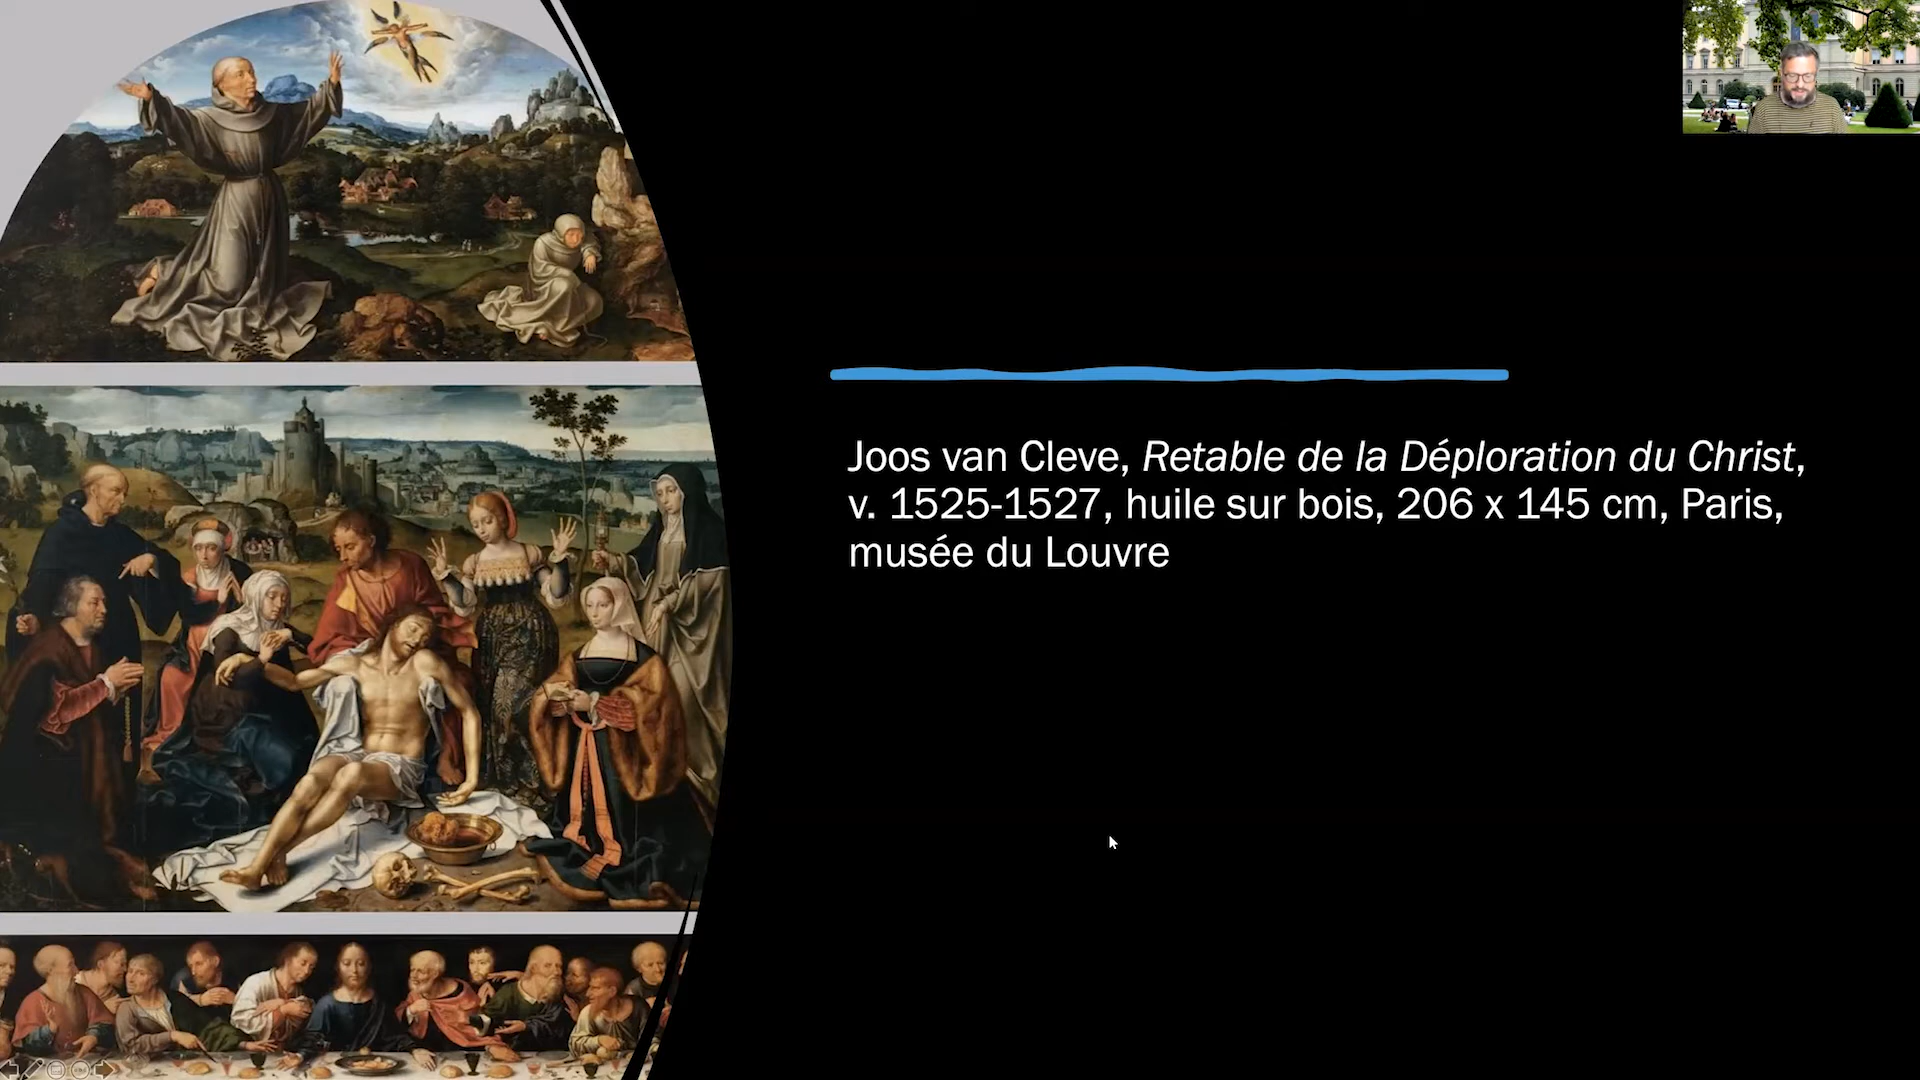 Joos van Cleve, Retable de la Déploration du Christ,
v. 1525-1527, huile sur bois, 206 x 145 cm, Paris,
musée du Louvre